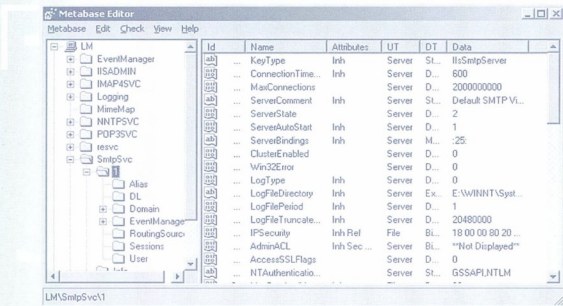 Metabase Editor
Metabase Edit Check View Help
LM
EventManager
IISADMIN
IMAP4SVC
Logging
MimeMap
NNTPSVC
POP3SVC
resvc
SmtpSvc
1
Alias
DL
Domain
EventManage
RoutingSource
Sessions
User
Id Name Attributes UT DT Data
... KeyType Inh Server St... IIsSmtpServer
... ConnectionTime... Inh Server D... 600
... MaxConnections Server D... 2000000000
... ServerComment Inh Server St... Default SMTP Vi...
... ServerState Server D... 2
... ServerAutoStart Inh Server D... 1
... ServerBindings Inh Server M... :25:
... ClusterEnabled Server D... 0
... Win32Error Server D... 0
... LogType Inh Server D... 0
... LogFileDirectory Inh Server Ex... E:\WINNT\Syst...
... LogFilePeriod Inh Server D... 1
... LogFileTruncate... Inh Server D... 20480000
... IPSecurity Inh Ref File Bi... 18 00 00 80 20 ...
... AdminACL Inh Sec ... Server Bi... **Not Displayed**
... AccessSSLFlags Server D... 0
... NTAuthenticatio... Server St... GSSAPI,NTLM
LM\SmtpSvc\1